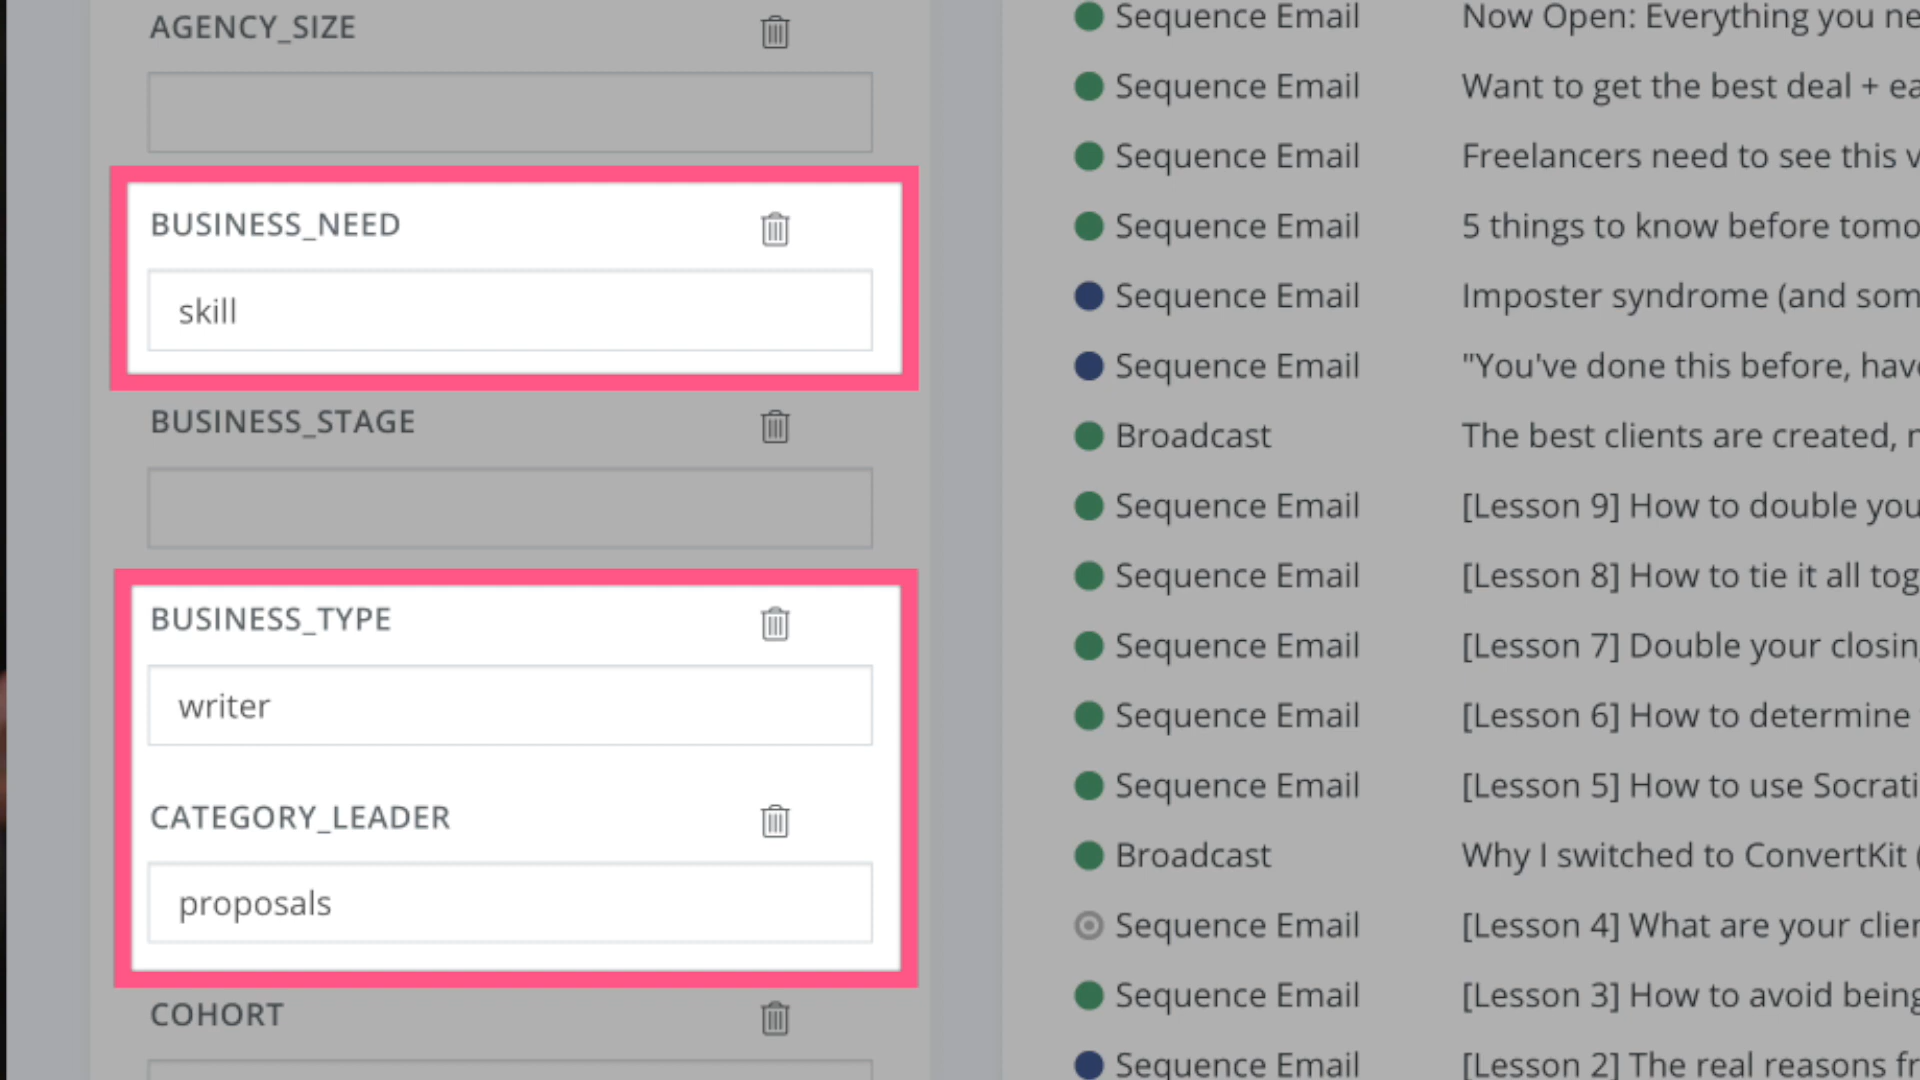 AGENCY_SIZE
BUSINESS_NEED
skill
BUSINESS_STAGE
BUSINESS_TYPE
writer
CATEGORY_LEADER
proposals
COHORT
Sequence Email Now Open: Everything you ne
Sequence Email Want to get the best deal + ea
Sequence Email Freelancers need to see this v
Sequence Email 5 things to know before tomo
Sequence Email Imposter syndrome (and som
Sequence Email "You've done this before, have
Broadcast The best clients are created, n
Sequence Email [Lesson 9] How to double you
Sequence Email [Lesson 8] How to tie it all tog
Sequence Email [Lesson 7] Double your closin
Sequence Email [Lesson 6] How to determine
Sequence Email [Lesson 5] How to use Socrati
Broadcast Why I switched to ConvertKit (
Sequence Email [Lesson 4] What are your clien
Sequence Email [Lesson 3] How to avoid being
Sequence Email [Lesson 2] The real reasons fr